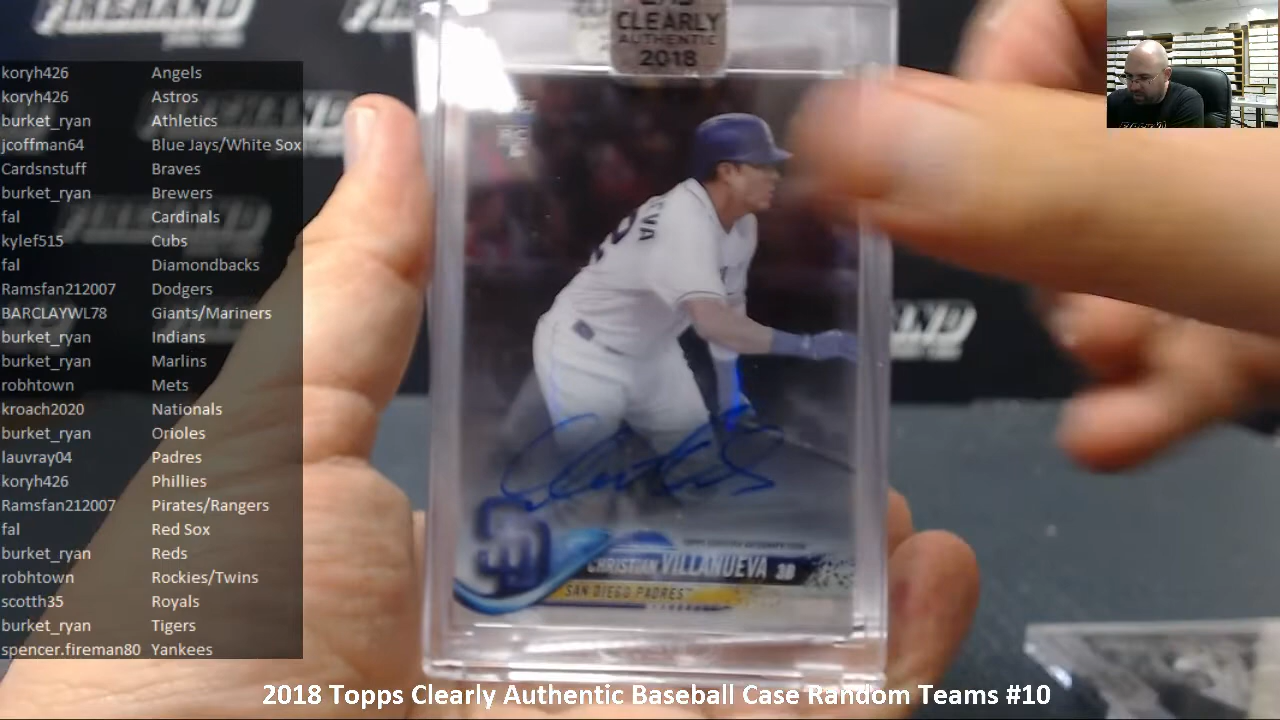 CLEARLY
AUTHENTIC
2018
koryh426 Angels
koryh426 Astros
burket_ryan Athletics
jcoffman64 Blue Jays/White Sox
Cardsnstuff Braves
burket_ryan Brewers
fal Cardinals
kylef515 Cubs
fal Diamondbacks
Ramsfan212007 Dodgers
BARCLAYWL78 Giants/Mariners
burket_ryan Indians
burket_ryan Marlins
robhtown Mets
kroach2020 Nationals
burket_ryan Orioles
lauvray04 Padres
koryh426 Phillies
Ramsfan212007 Pirates/Rangers
fal Red Sox
burket_ryan Reds
robhtown Rockies/Twins
scotth35 Royals
burket_ryan Tigers
spencer.fireman80 Yankees
RC
EVA
SD
CHRISTIAN VILLANUEVA 3B
SAN DIEGO PADRES
2018 Topps Clearly Authentic Baseball Case Random Teams #10